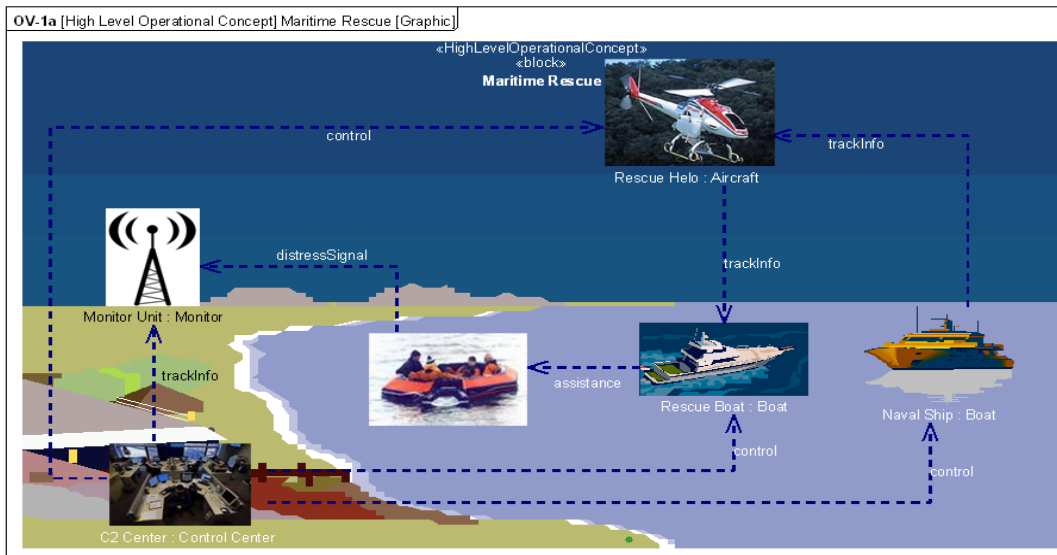 OV-1a [High Level Operational Concept] Maritime Rescue [Graphic]
«HighLevelOperationalConcept»
«block»
Maritime Rescue
control
trackInfo
Rescue Helo : Aircraft
distressSignal
trackInfo
Monitor Unit : Monitor
trackInfo
assistance
Rescue Boat : Boat
Naval Ship : Boat
control
control
C2 Center : Control Center